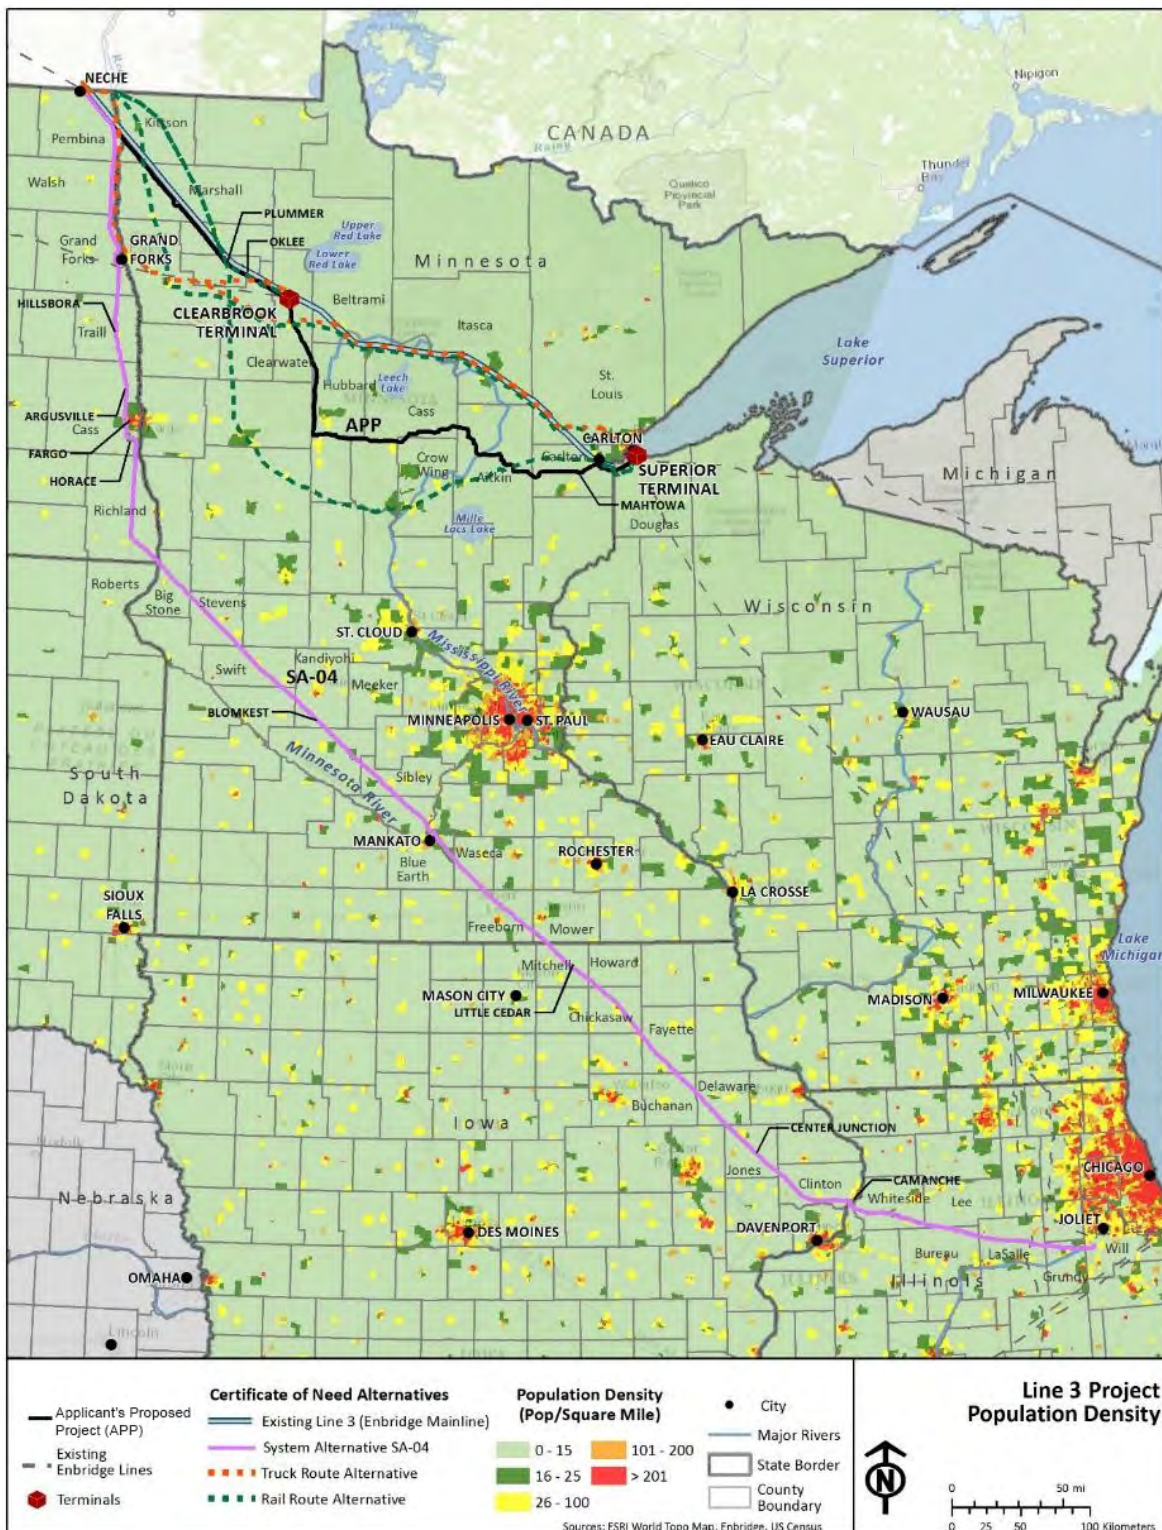 NECHE
Kittson
Pembina
CANADA
Rainy
Nipigon
Thunder
Bay
Walsh
Marshall
Quetico
Provincial
Park
PLUMMER
Upper
Red Lake
OKLEE
Lower
Red Lake
Grand
Forks
GRAND
FORKS
Minnesota
HILLSBORA
Traill
CLEARBROOK
TERMINAL
Beltrami
Itasca
Lake
Superior
Clearwater
Hubbard
Leech
Lake
St.
Louis
Cass
MINNESOTA
ARGUSVILLE
Cass
APP
CARLTON
FARGO
HORACE
Crow
Wing
Aitkin
Carlton
SUPERIOR
TERMINAL
MAHTOWA
Michigan
Richland
Mille
Lacs Lake
Douglas
Roberts
Big
Stone
Stevens
Wisconsin
ST. CLOUD
Mississippi River
Swift
Kandiyohi
SA-04
Meeker
WISCONSIN
BLOMKEST
MINNEAPOLIS
ST. PAUL
WAUSAU
EAU CLAIRE
Minnesota River
South
Dakota
Sibley
WISCONSIN
MANKATO
Waseca
Blue
Earth
ROCHESTER
LA CROSSE
SIOUX
FALLS
Freeborn
Mower
Lake
Michigan
Mitchell
Howard
MASON CITY
LITTLE CEDAR
Chickasaw
MADISON
MILWAUKEE
Fayette
Delaware
Buchanan
Iowa
CENTER JUNCTION
Jones
CHICAGO
Clinton
CAMANCHE
Whiteside
Lee
ILLINOIS
Nebraska
DES MOINES
DAVENPORT
JOLIET
Will
Bureau
LaSalle
Grundy
OMAHA
Illinois
Lincoln
Certificate of Need Alternatives
Population Density
(Pop/Square Mile)
Line 3 Project
Population Density
Applicant's Proposed
Project (APP)
Existing
Enbridge Lines
Terminals
Existing Line 3 (Enbridge Mainline)
System Alternative SA-04
Truck Route Alternative
Rail Route Alternative
0 - 15
16 - 25
26 - 100
101 - 200
> 201
City
Major Rivers
State Border
County
Boundary
N
0 50 mi
0 25 50 100 Kilometers
Sources: ESRI World Topo Map, Enbridge, US Census